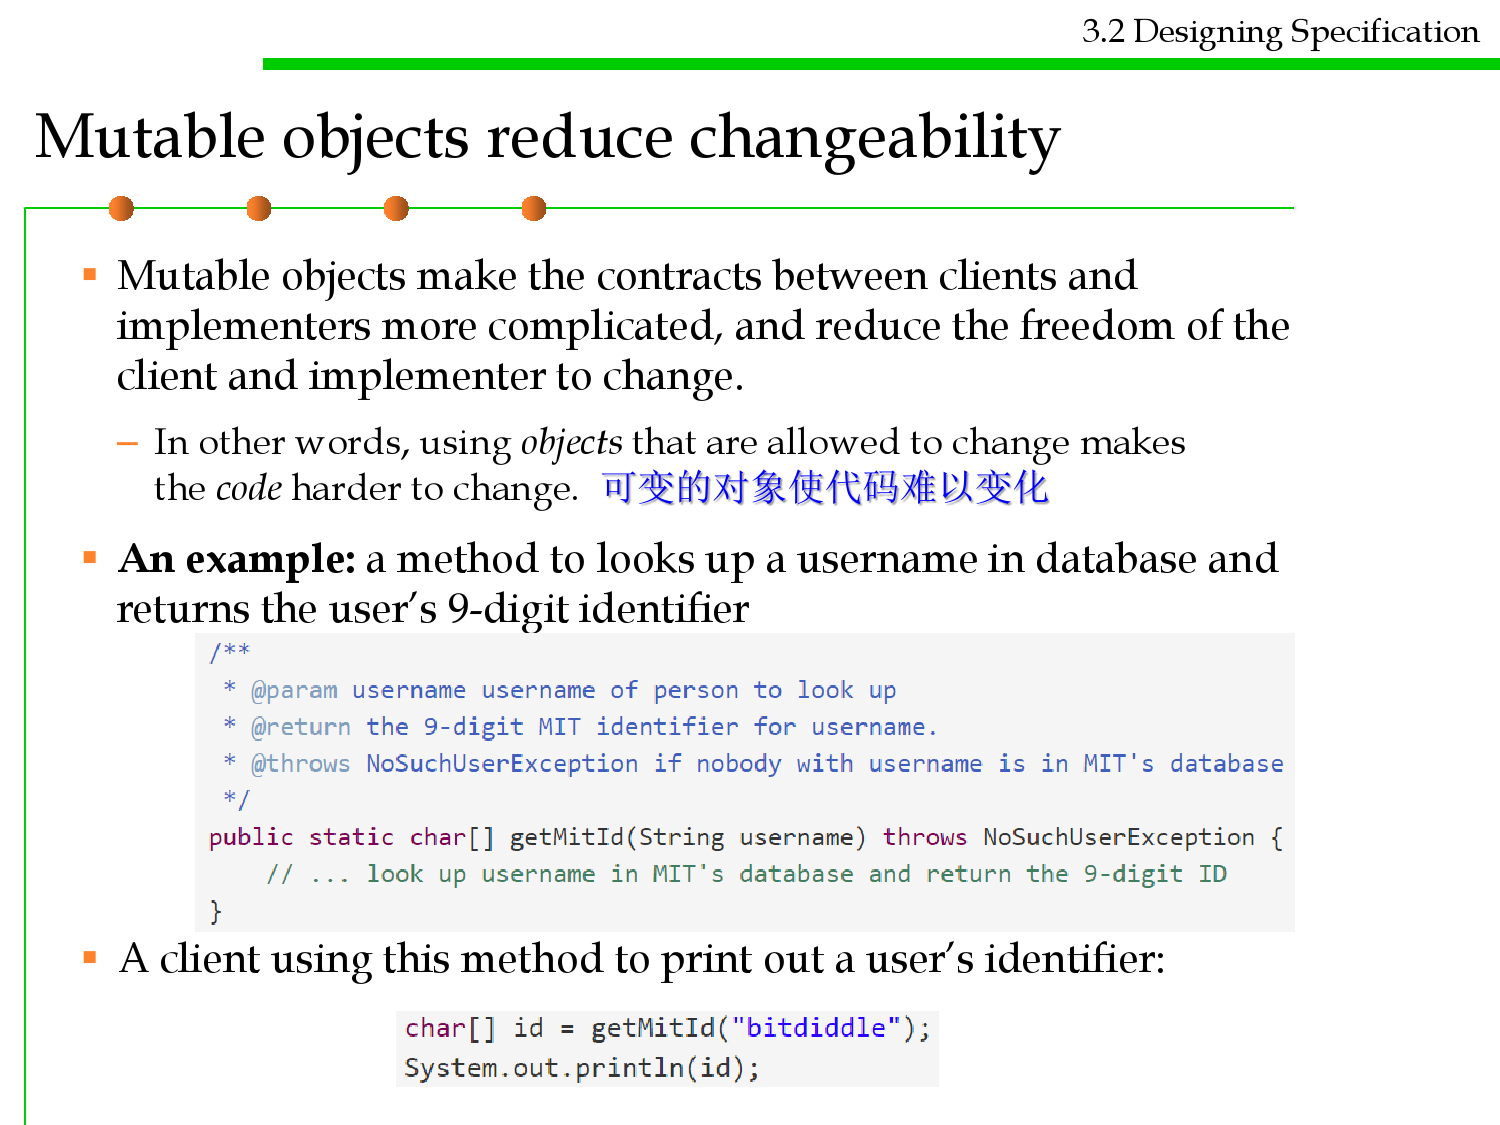 3.2 Designing Specification
Mutable objects reduce changeability
Mutable objects make the contracts between clients and
implementers more complicated, and reduce the freedom of the
client and implementer to change.
– In other words, using objects that are allowed to change makes
the code harder to change. 可变的对象使代码难以变化
An example: a method to looks up a username in database and
returns the user’s 9-digit identifier
/**
 * @param username username of person to look up
 * @return the 9-digit MIT identifier for username.
 * @throws NoSuchUserException if nobody with username is in MIT's database
 */
public static char[] getMitId(String username) throws NoSuchUserException {
    // ... look up username in MIT's database and return the 9-digit ID
}
A client using this method to print out a user’s identifier:
char[] id = getMitId("bitdiddle");
System.out.println(id);